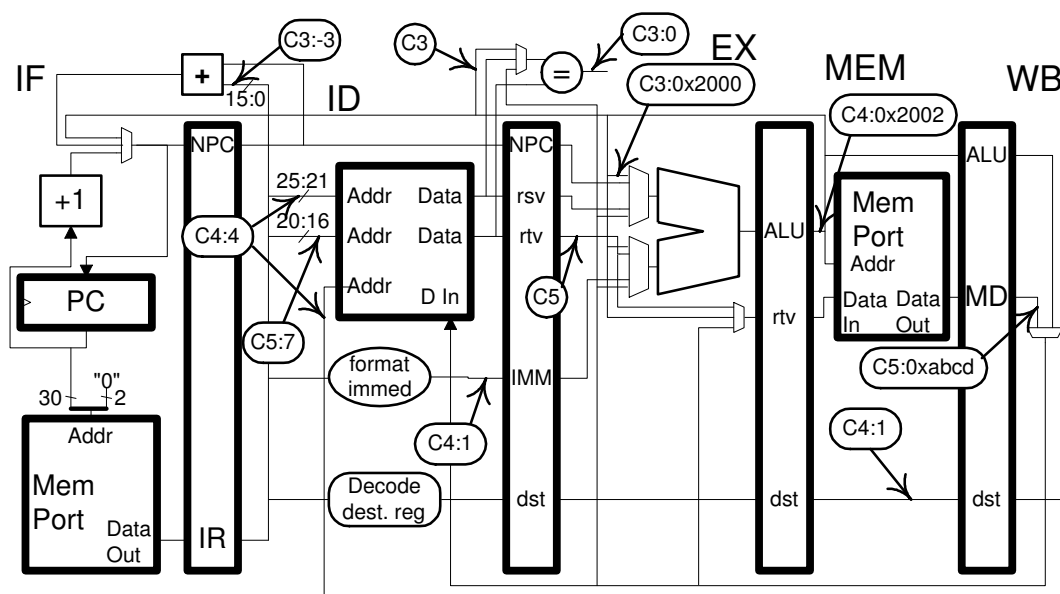 C3:-3
C3
C3:0
EX
IF
+
=
C3:0x2000
MEM
WB
15:0
ID
C4:0x2002
NPC
NPC
ALU
+1
25:21
Addr
Data
rsv
Mem
Port
C4:4
20:16
Addr
Data
rtv
ALU
Addr
Addr
D In
C5
PC
MD
Data
In
Data
Out
rtv
C5:7
format
immed
IMM
C5:0xabcd
30
"0"
2
Addr
C4:1
C4:1
Mem
Port
Decode
dest. reg
dst
dst
dst
Data
Out
IR